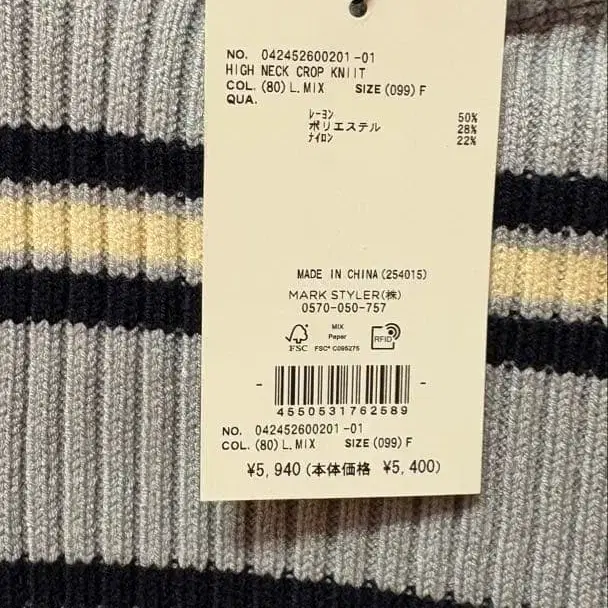 NO. 042452600201-01
HIGH NECK CROP KNIIT
COL. (80) L. MIX SIZE (099) F
QUA.
レーヨン 50%
ポリエステル 28%
ナイロン 22%
MADE IN CHINA (254015)
MARK STYLER(株)
0570-050-757
FSC
MIX
Paper
FSC® C095275
RFID
4550531762589
NO. 042452600201-01
COL. (80) L. MIX SIZE (099) F
¥5,940 (本体価格 ¥5,400)